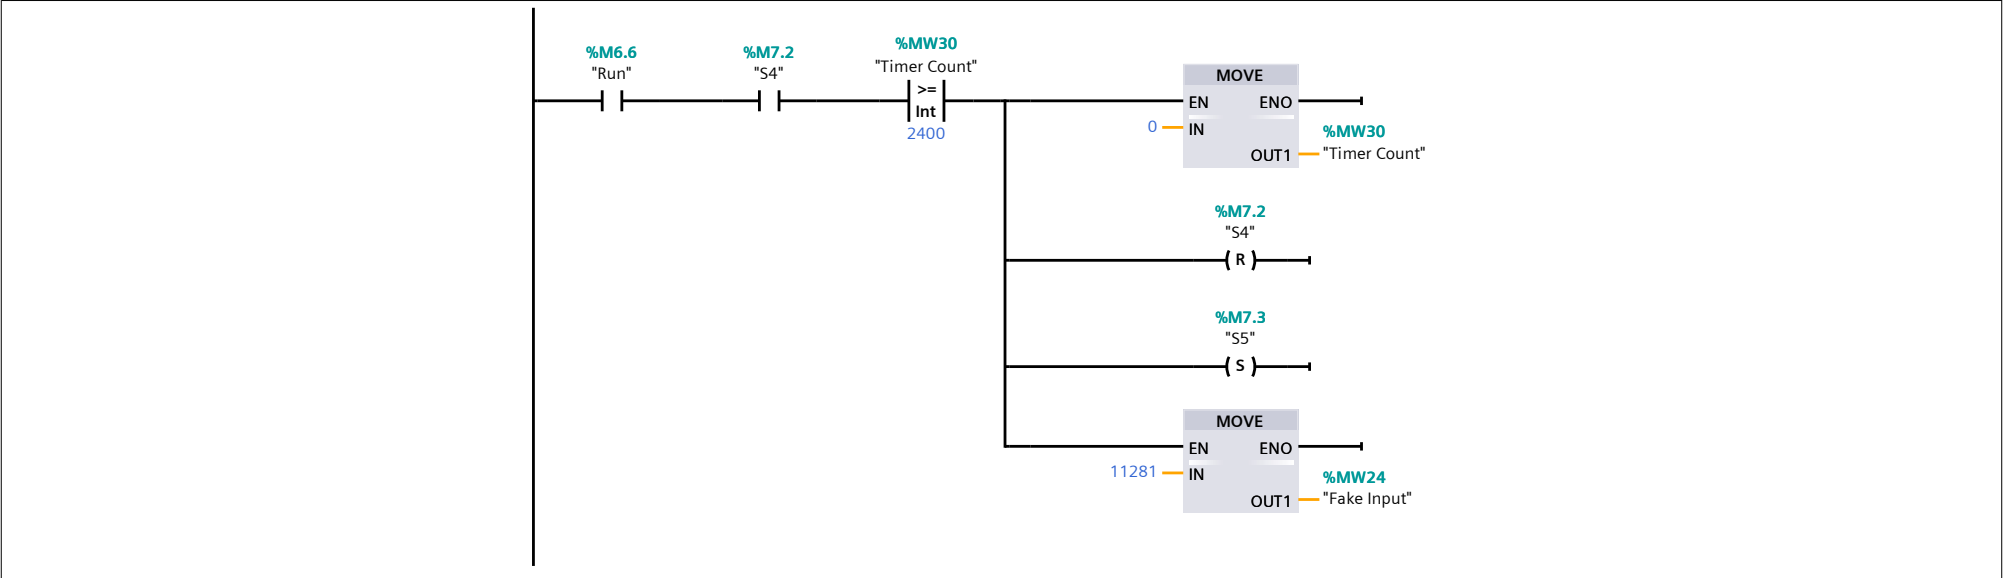 %M6.6
"Run"
%M7.2
"S4"
%MW30
"Timer Count"
>=
Int
2400
MOVE
EN ENO
0 IN
OUT1
%MW30
"Timer Count"
%M7.2
"S4"
R
%M7.3
"S5"
S
MOVE
EN ENO
11281 IN
OUT1
%MW24
"Fake Input"